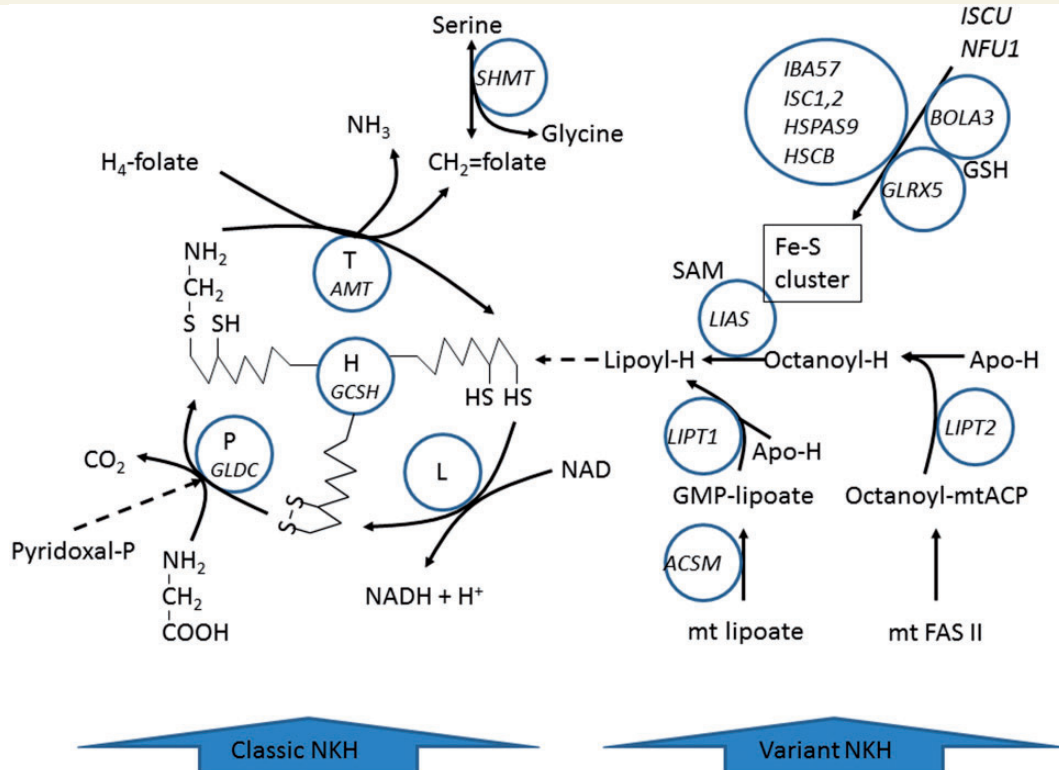 Serine
SHMT
Glycine
NH3
H4-folate
CH2=folate
T
AMT
NH2
CH2
S SH
H
GCSH
HS HS
P
GLDC
CO2
L
NAD
S-S
Pyridoxal-P
NH2
CH2
COOH
NADH + H+
ISCU
NFU1
IBA57
ISC1,2
HSPAS9
HSCB
BOLA3
GSH
GLRX5
Fe-S
cluster
SAM
LIAS
Lipoyl-H
Octanoyl-H
Apo-H
LIPT1
Apo-H
LIPT2
GMP-lipoate
Octanoyl-mtACP
ACSM
mt lipoate
mt FAS II
Classic NKH
Variant NKH